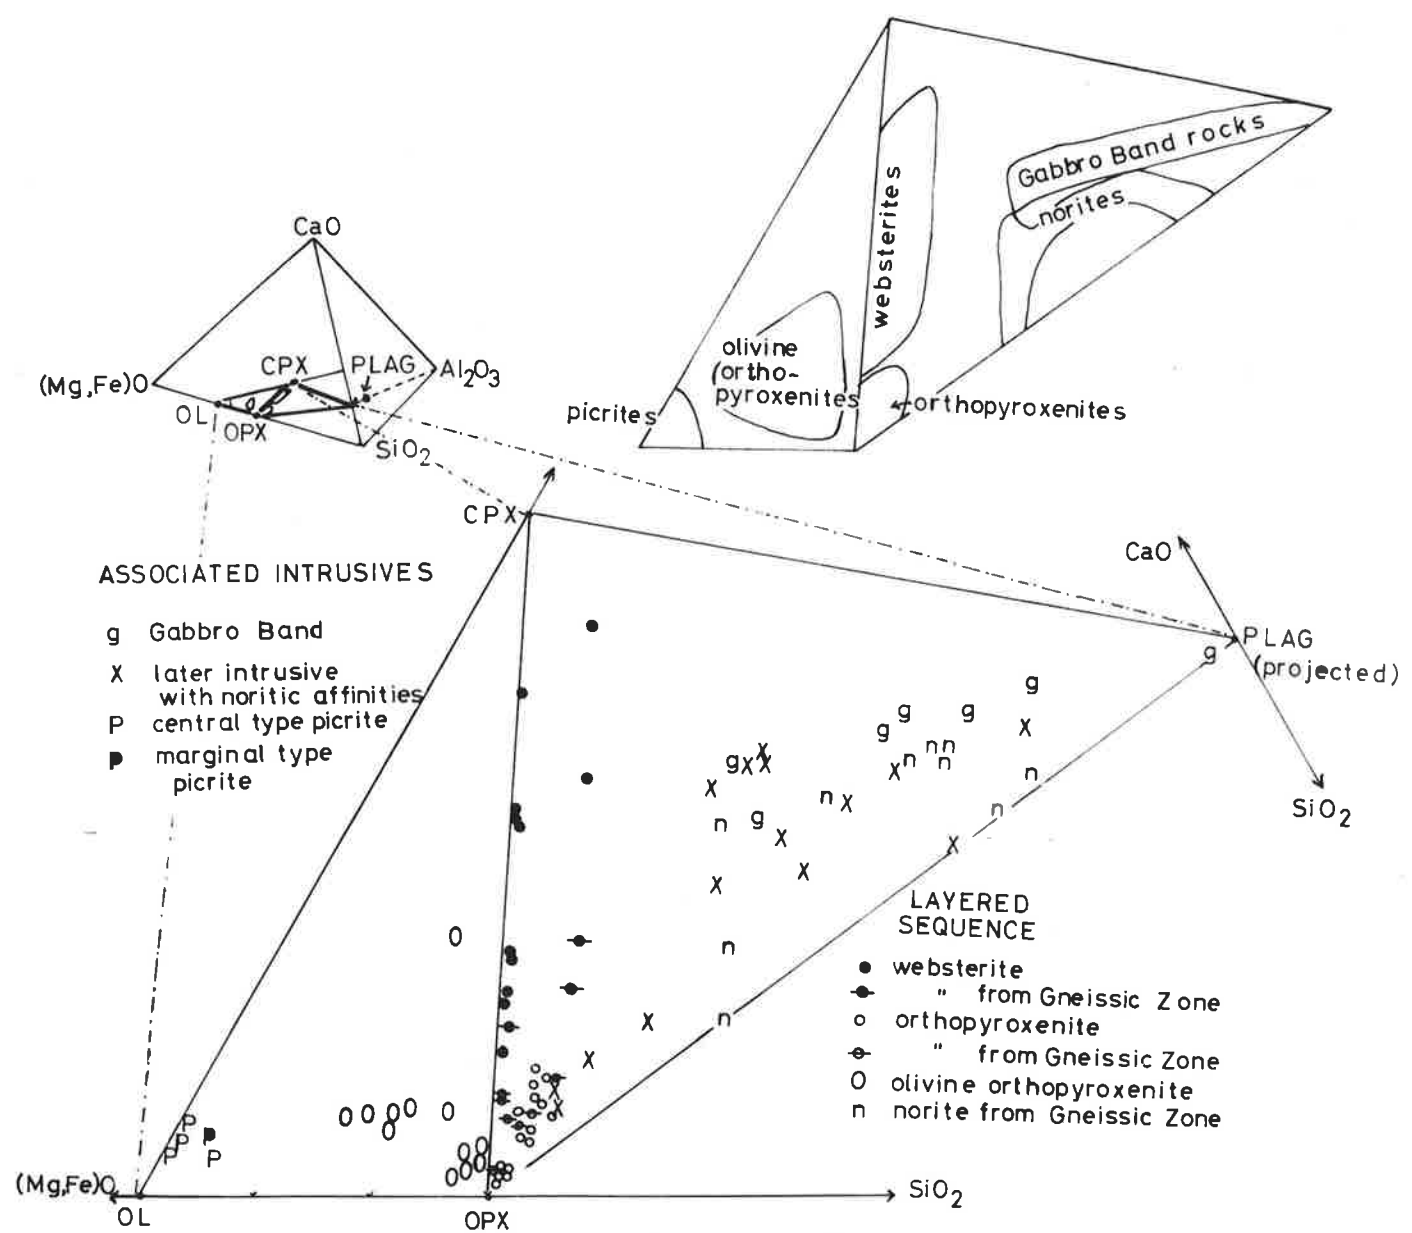 Gabbro Band rocks
norites
websterites
olivine
(ortho-
pyroxenites
picrites
orthopyroxenites
CaO
(Mg,Fe)O
CPX
PLAG
Al₂O₃
OL
OPX
SiO₂
CPX
ASSOCIATED INTRUSIVES
g Gabbro Band
X later intrusive
with noritic affinities
P central type picrite
P marginal type
picrite
CaO
PLAG
(projected)
SiO₂
g
g
g g
g
X
X
n n
g X X
X n n
n
X
n X
n
n g
X
X
X
X
O
n
LAYERED
SEQUENCE
websterite
" from Gneissic Zone
orthopyroxenite
" from Gneissic Zone
O olivine orthopyroxenite
n norite from Gneissic Zone
X n
X
X
X
O O O O O
O
P
P P
P P
O O
O O O
(Mg,Fe)O
SiO₂
OL
OPX